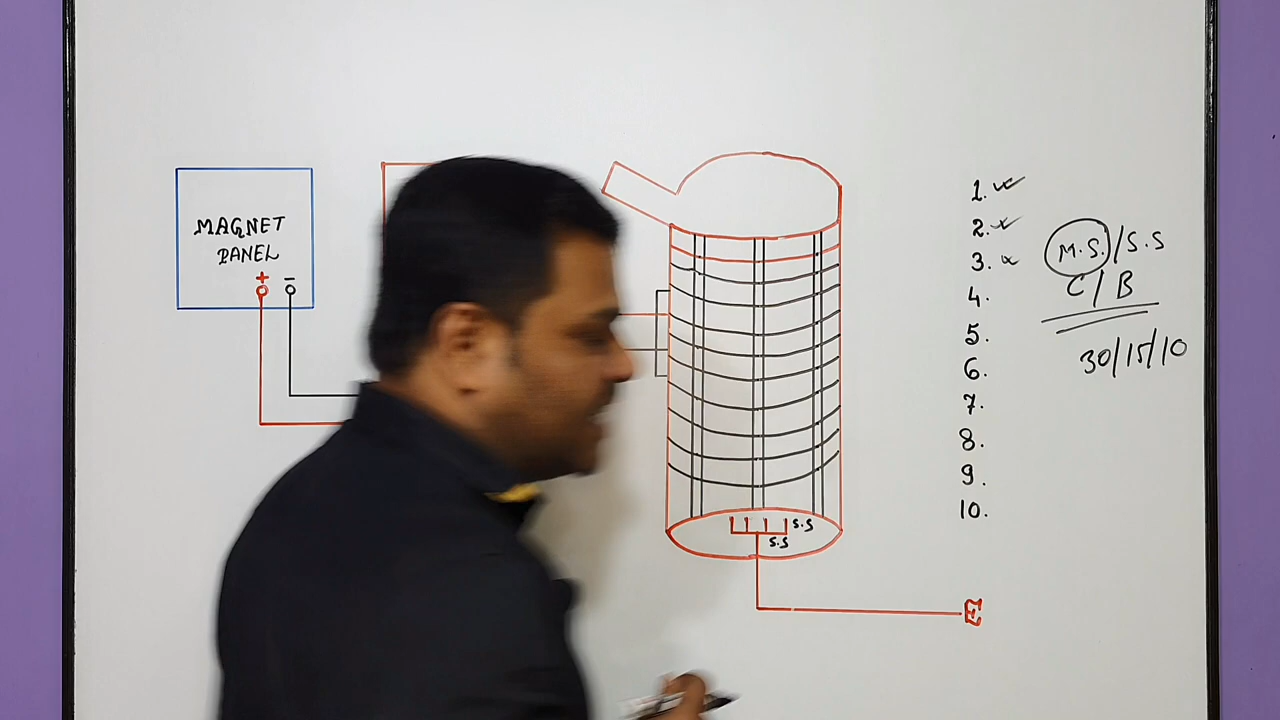 MAGNET
PANEL
+ −
S.S
S.S
E
1.
2.
3.
4.
5.
6.
7.
8.
9.
10.
M.S./S.S
C/B
30/15/10